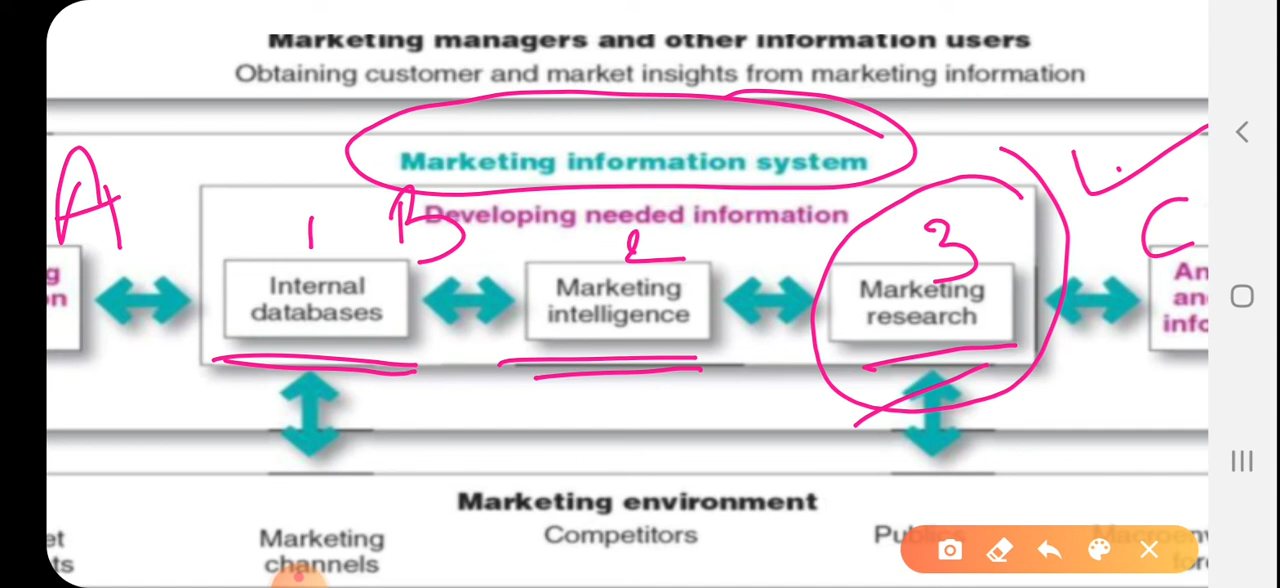 Marketing managers and other information users
Obtaining customer and market insights from marketing information
Marketing information system
A
B
Developing needed information
1
2
3
C
Internal
databases
Marketing
intelligence
Marketing
research
An
an
info
Marketing environment
Marketing
channels
Competitors